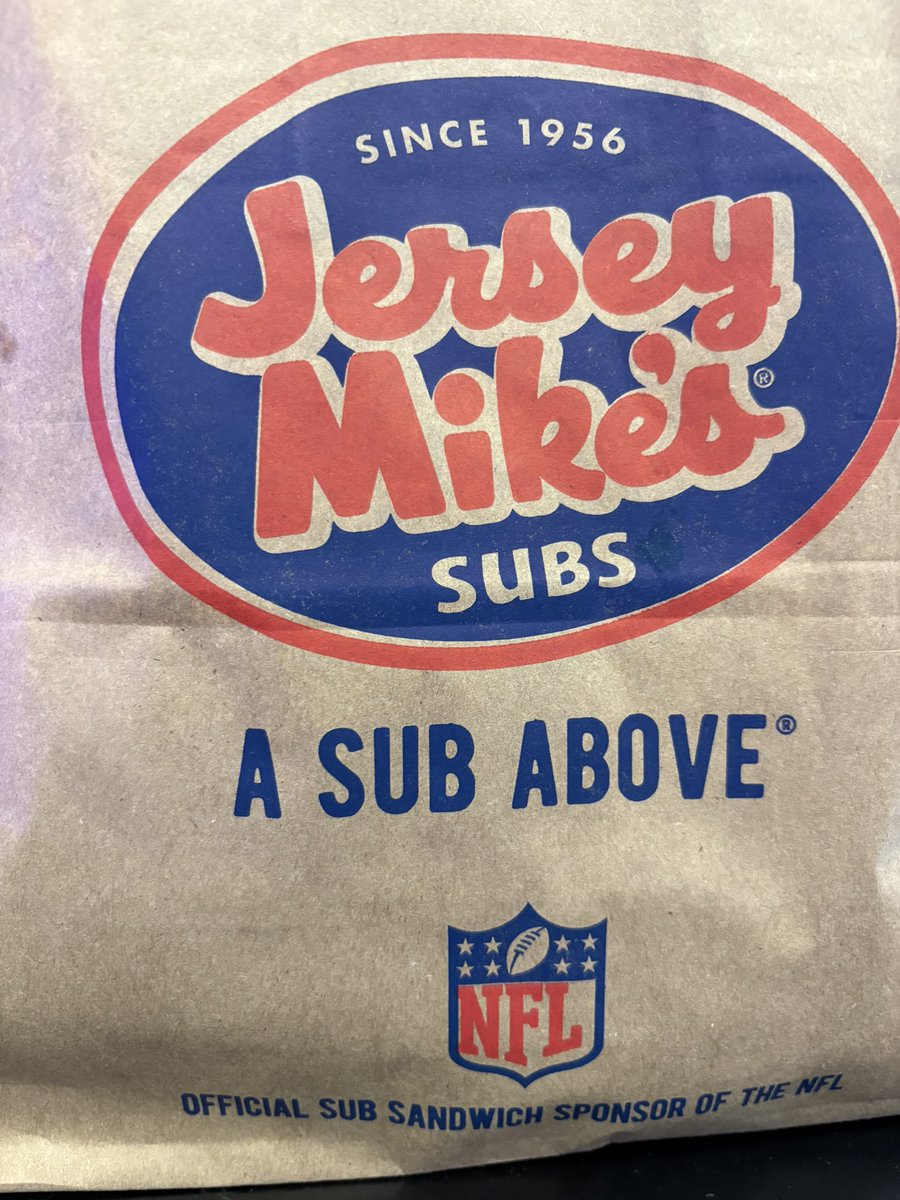 SINCE 1956
Jersey
Mike's®
SUBS
A SUB ABOVE®
NFL
OFFICIAL SUB SANDWICH SPONSOR OF THE NFL